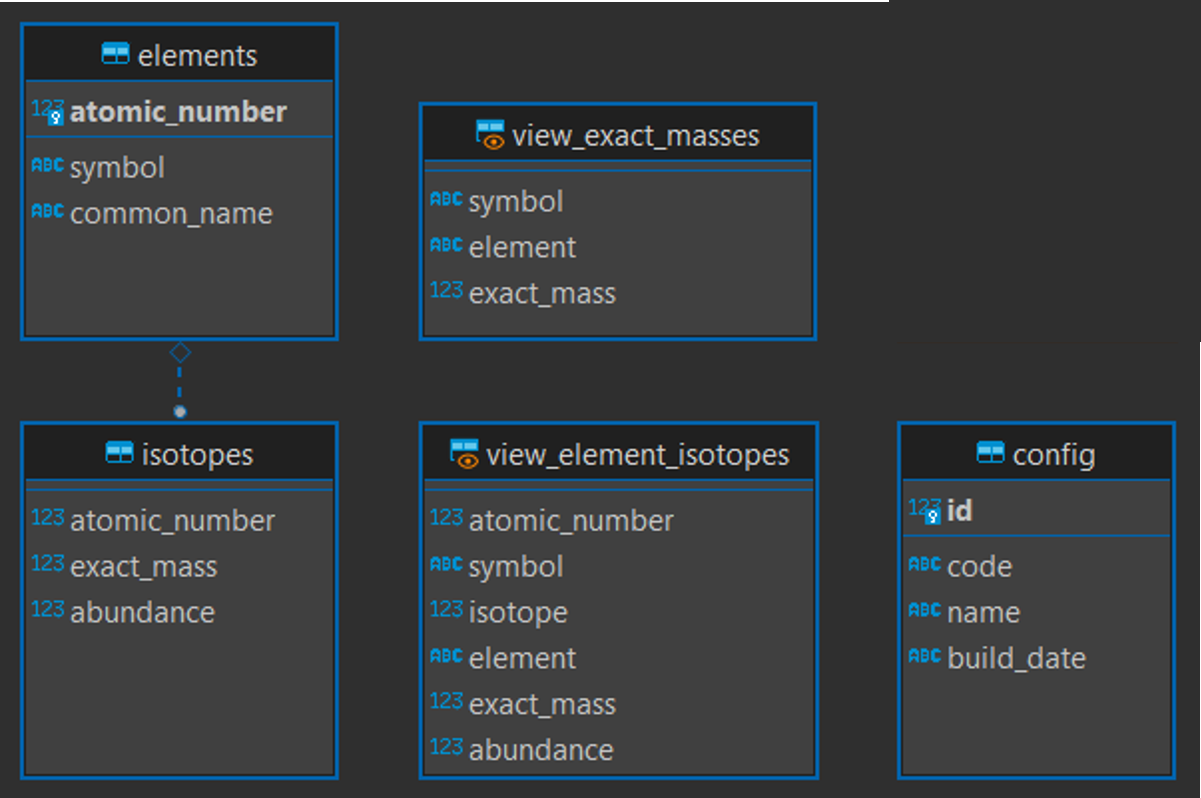 elements
123 atomic_number
ABC symbol
ABC common_name
view_exact_masses
ABC symbol
ABC element
123 exact_mass
isotopes
123 atomic_number
123 exact_mass
123 abundance
view_element_isotopes
123 atomic_number
ABC symbol
123 isotope
ABC element
123 exact_mass
123 abundance
config
123 id
ABC code
ABC name
ABC build_date